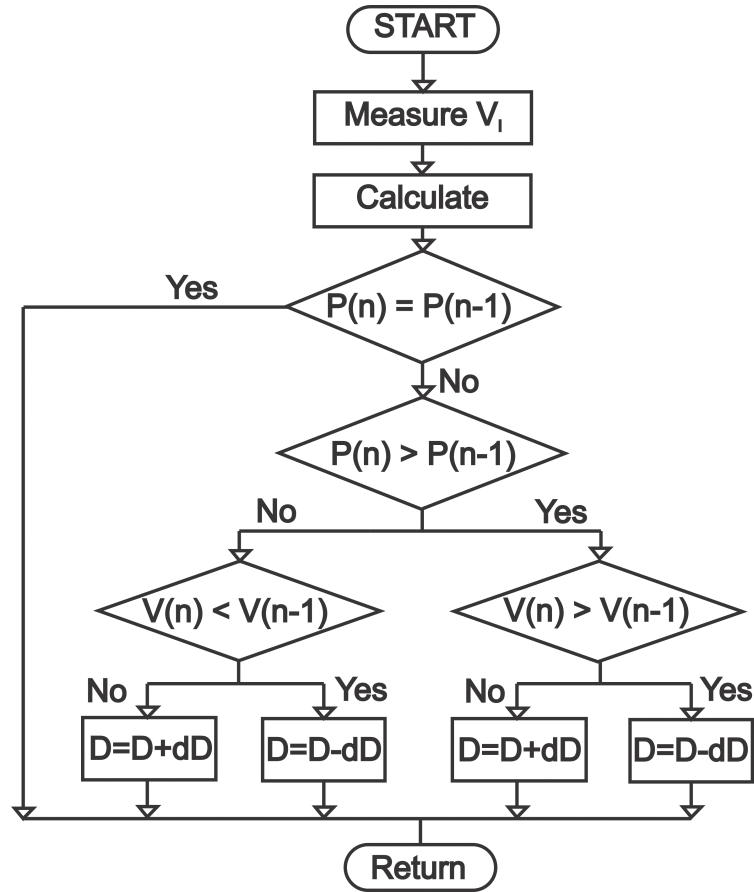 START
Measure V_I
Calculate
Yes
P(n) = P(n-1)
No
P(n) > P(n-1)
No
Yes
V(n) < V(n-1)
V(n) > V(n-1)
No
Yes
No
Yes
D=D+dD
D=D-dD
D=D+dD
D=D-dD
Return